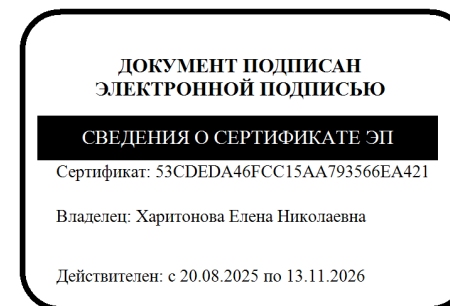 ДОКУМЕНТ ПОДПИСАН
ЭЛЕКТРОННОЙ ПОДПИСЬЮ
СВЕДЕНИЯ О СЕРТИФИКАТЕ ЭП
Сертификат: 53CDEDA46FCC15AA793566EA421
Владелец: Харитонова Елена Николаевна
Действителен: с 20.08.2025 по 13.11.2026